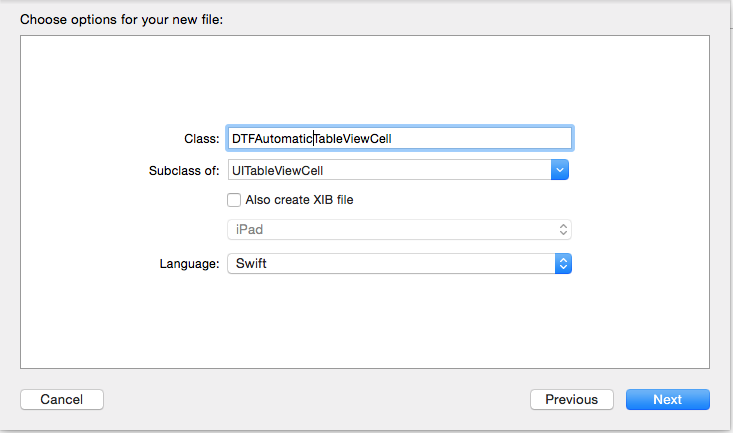 Choose options for your new file:
Class: DTFAutomaticTableViewCell
Subclass of: UITableViewCell
Also create XIB file
iPad
Language: Swift
Cancel Previous Next